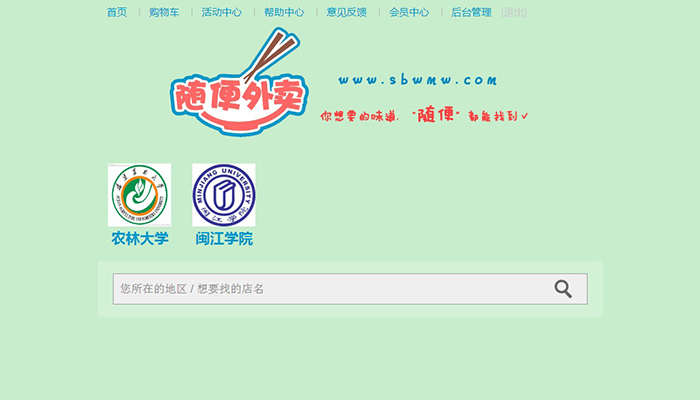 首页 | 购物车 | 活动中心 | 帮助中心 | 意见反馈 | 会员中心 | 后台管理 [退出]
随便外卖
www.sbwmw.com
你想要的味道, "随便" 都能找到✓
MINJIANG UNIVERSITY
闽江学院
农林大学 闽江学院
您所在的地区 / 想要找的店名